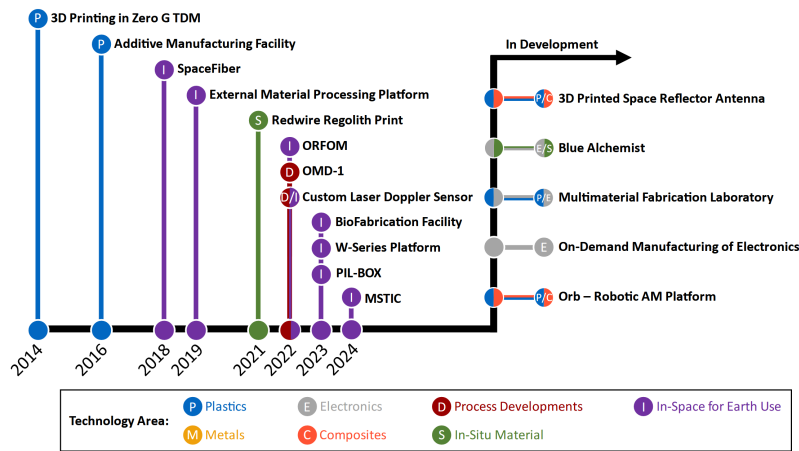 P 3D Printing in Zero G TDM
P Additive Manufacturing Facility
I SpaceFiber
I External Material Processing Platform
S Redwire Regolith Print
I ORFOM
D OMD-1
D/I Custom Laser Doppler Sensor
I BioFabrication Facility
I W-Series Platform
I PIL-BOX
I MSTIC
2014
2016
2018
2019
2021
2022
2023
2024
In Development
P/C 3D Printed Space Reflector Antenna
E/S Blue Alchemist
P/E Multimaterial Fabrication Laboratory
E On-Demand Manufacturing of Electronics
P/C Orb – Robotic AM Platform
Technology Area:
P Plastics
E Electronics
D Process Developments
I In-Space for Earth Use
M Metals
C Composites
S In-Situ Material